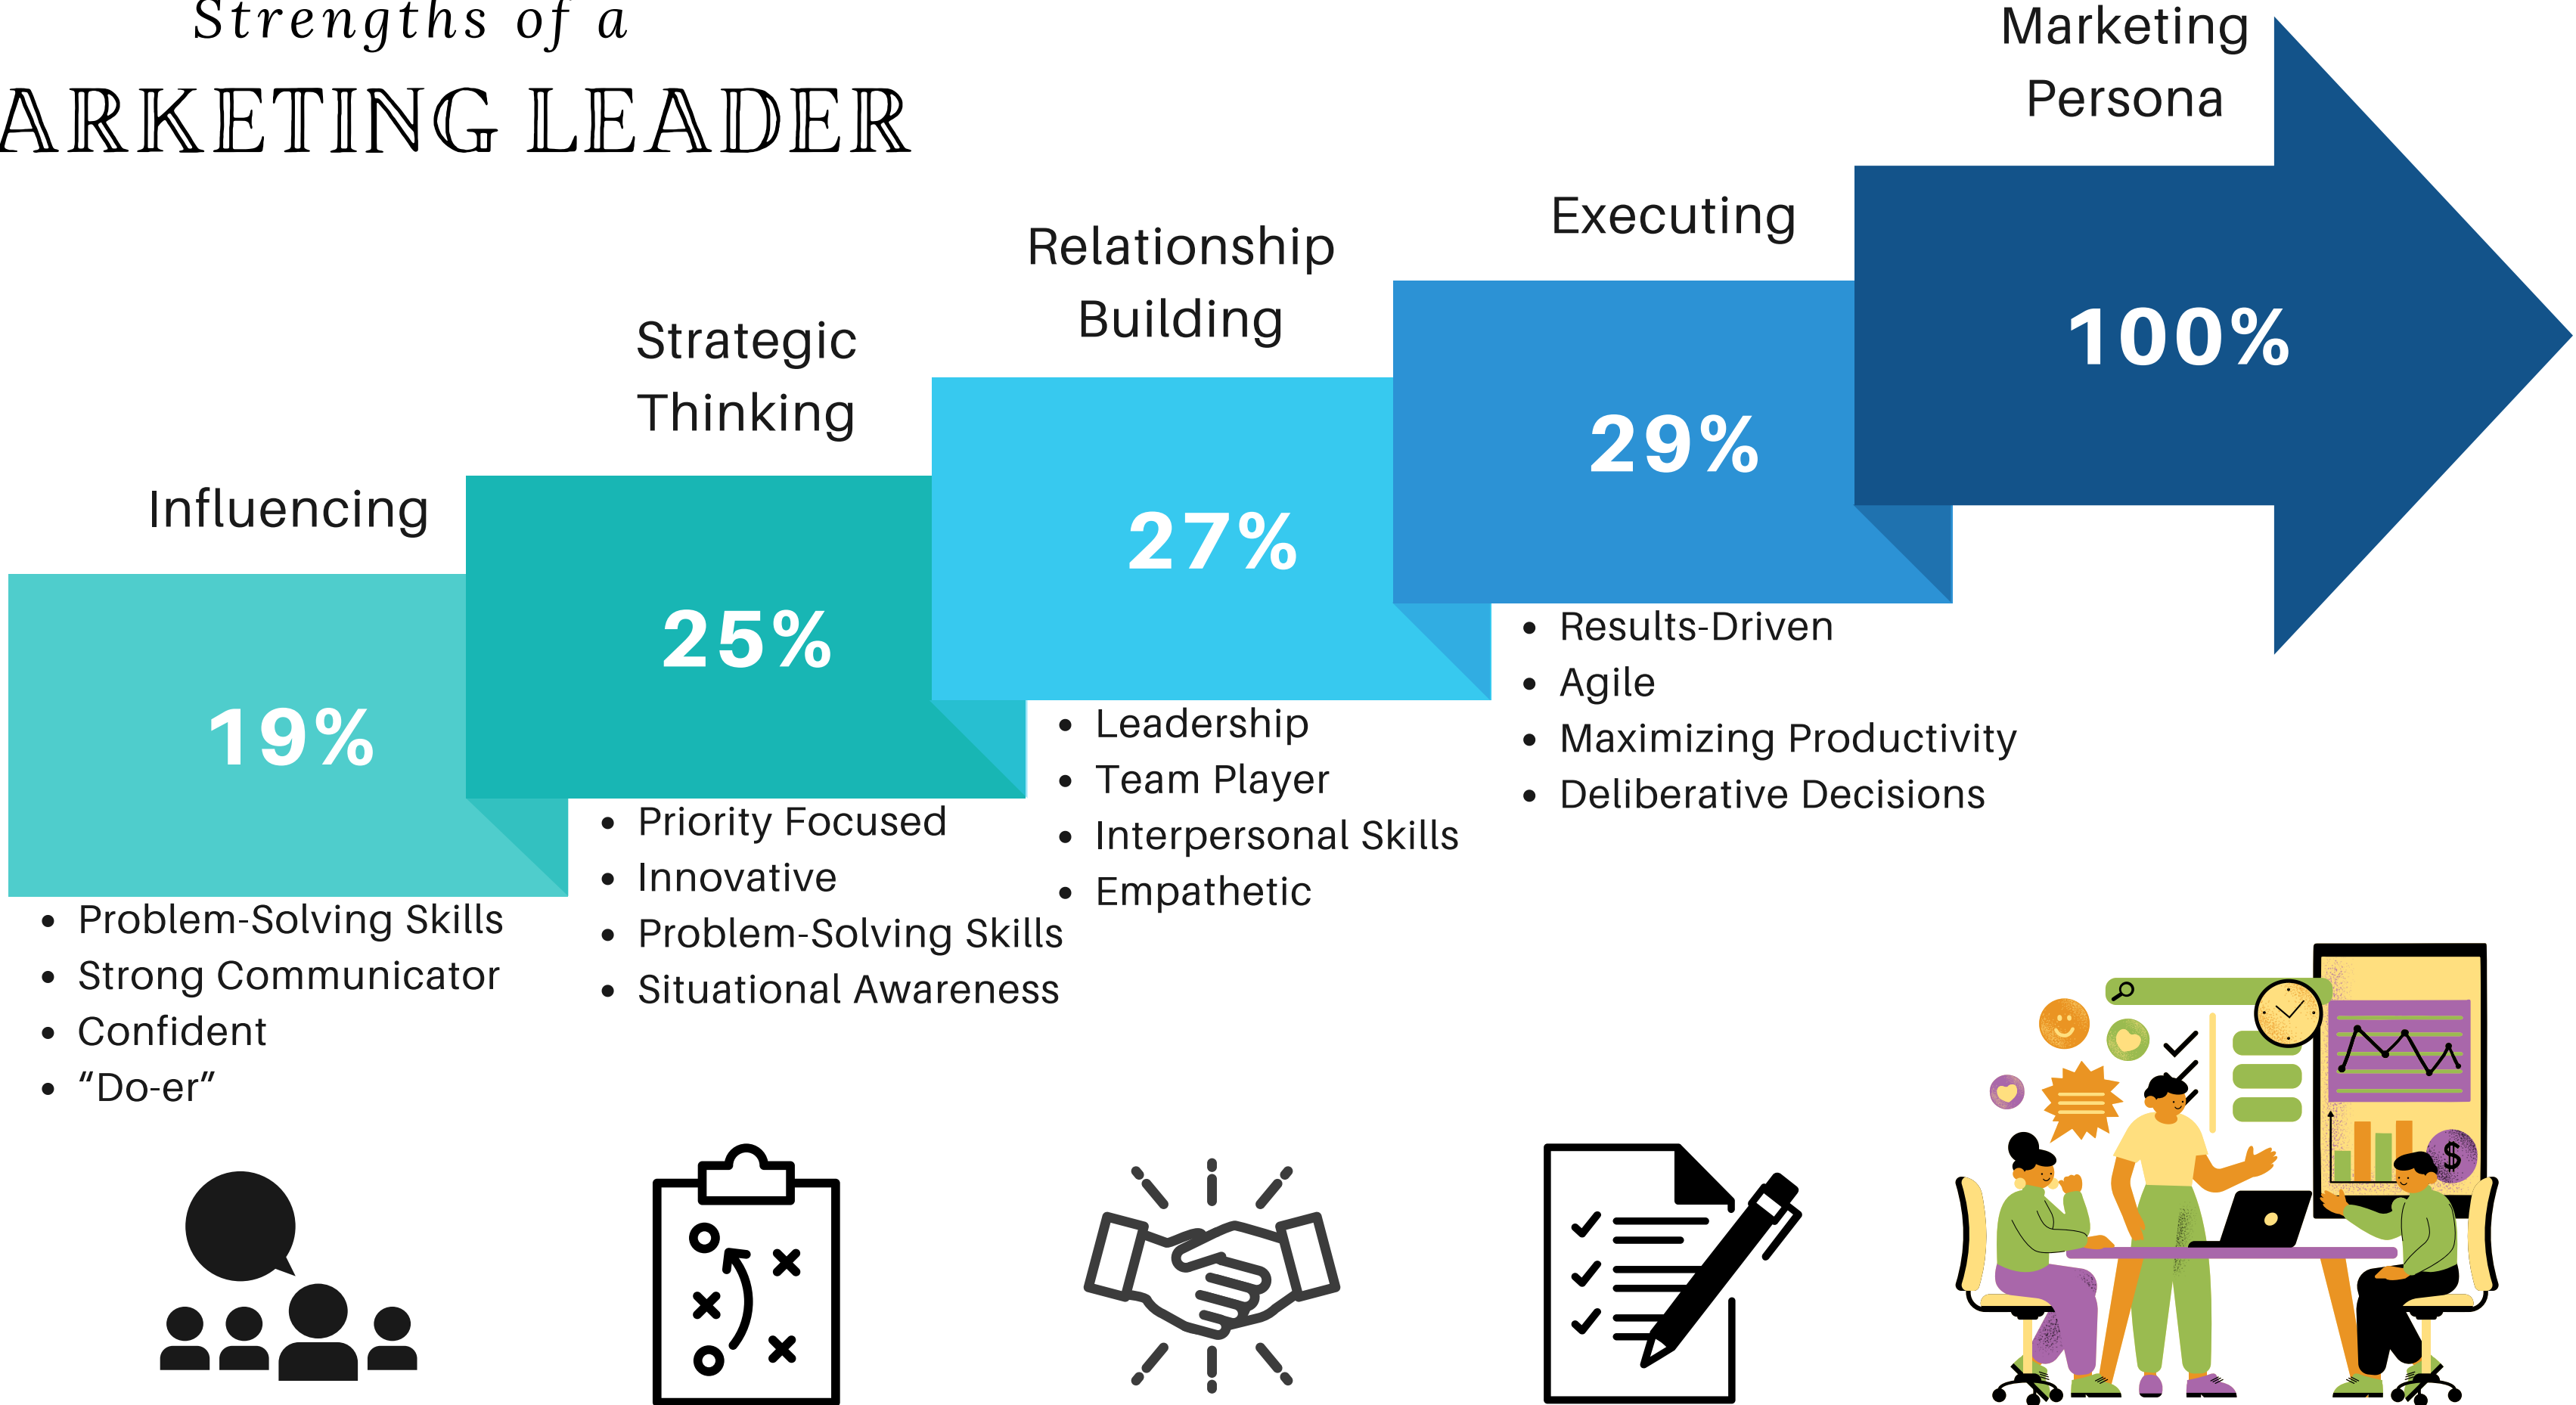 Strengths of a
ARKETING LEADER
Marketing
Persona
100%
Executing
29%
Relationship
Building
27%
Strategic
Thinking
25%
Influencing
19%
• Problem-Solving Skills
• Strong Communicator
• Confident
• “Do-er”
• Priority Focused
• Innovative
• Problem-Solving Skills
• Situational Awareness
• Leadership
• Team Player
• Interpersonal Skills
• Empathetic
• Results-Driven
• Agile
• Maximizing Productivity
• Deliberative Decisions
$